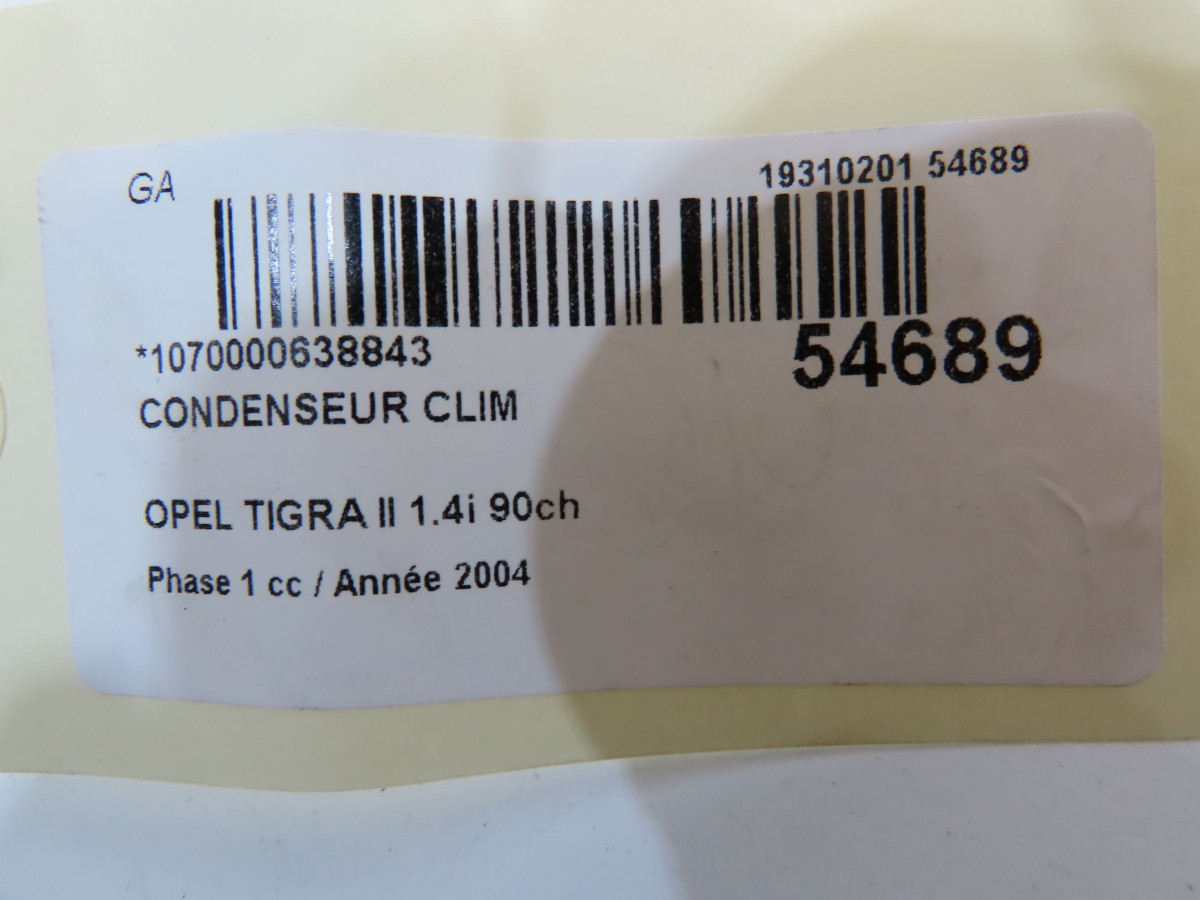 GA
19310201 54689
*1070000638843
54689
CONDENSEUR CLIM
OPEL TIGRA II 1.4i 90ch
Phase 1 cc / Année 2004